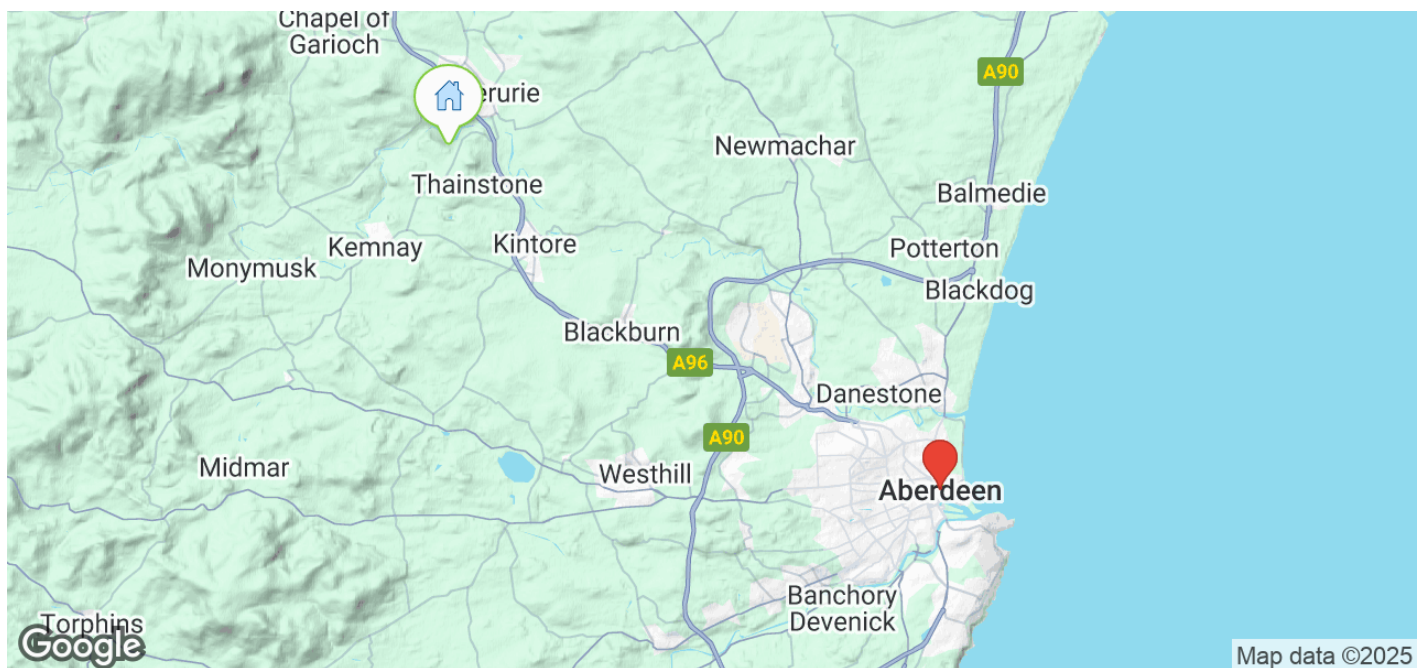 Chapel of
Garioch
A90
erurie
Newmachar
Thainstone
Balmedie
Kemnay
Kintore
Potterton
Monymusk
Blackdog
Blackburn
A96
Danestone
A90
Midmar
Westhill
Aberdeen
Banchory
Devenick
Torphins
Google
Map data ©2025